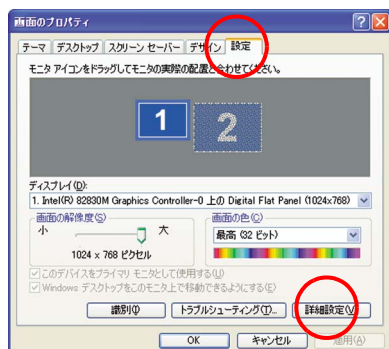 画面のプロパティ
テーマ デスクトップ スクリーン セーバー デザイン 設定
モニタ アイコンをドラッグしてモニタの実際の配置と合わせてください。
1 2
ディスプレイ(D):
1. Intel(R) 82830M Graphics Controller-0 上の Digital Flat Panel (1024x768)
画面の解像度(S) 画面の色(C)
小 大 最高 (32 ビット)
1024 x 768 ピクセル
このデバイスをプライマリ モニタとして使用する(U)
Windows デスクトップをこのモニタ上で移動できるようにする(E)
識別(I) トラブルシューティング(T)... 詳細設定(V)
OK キャンセル 適用(A)